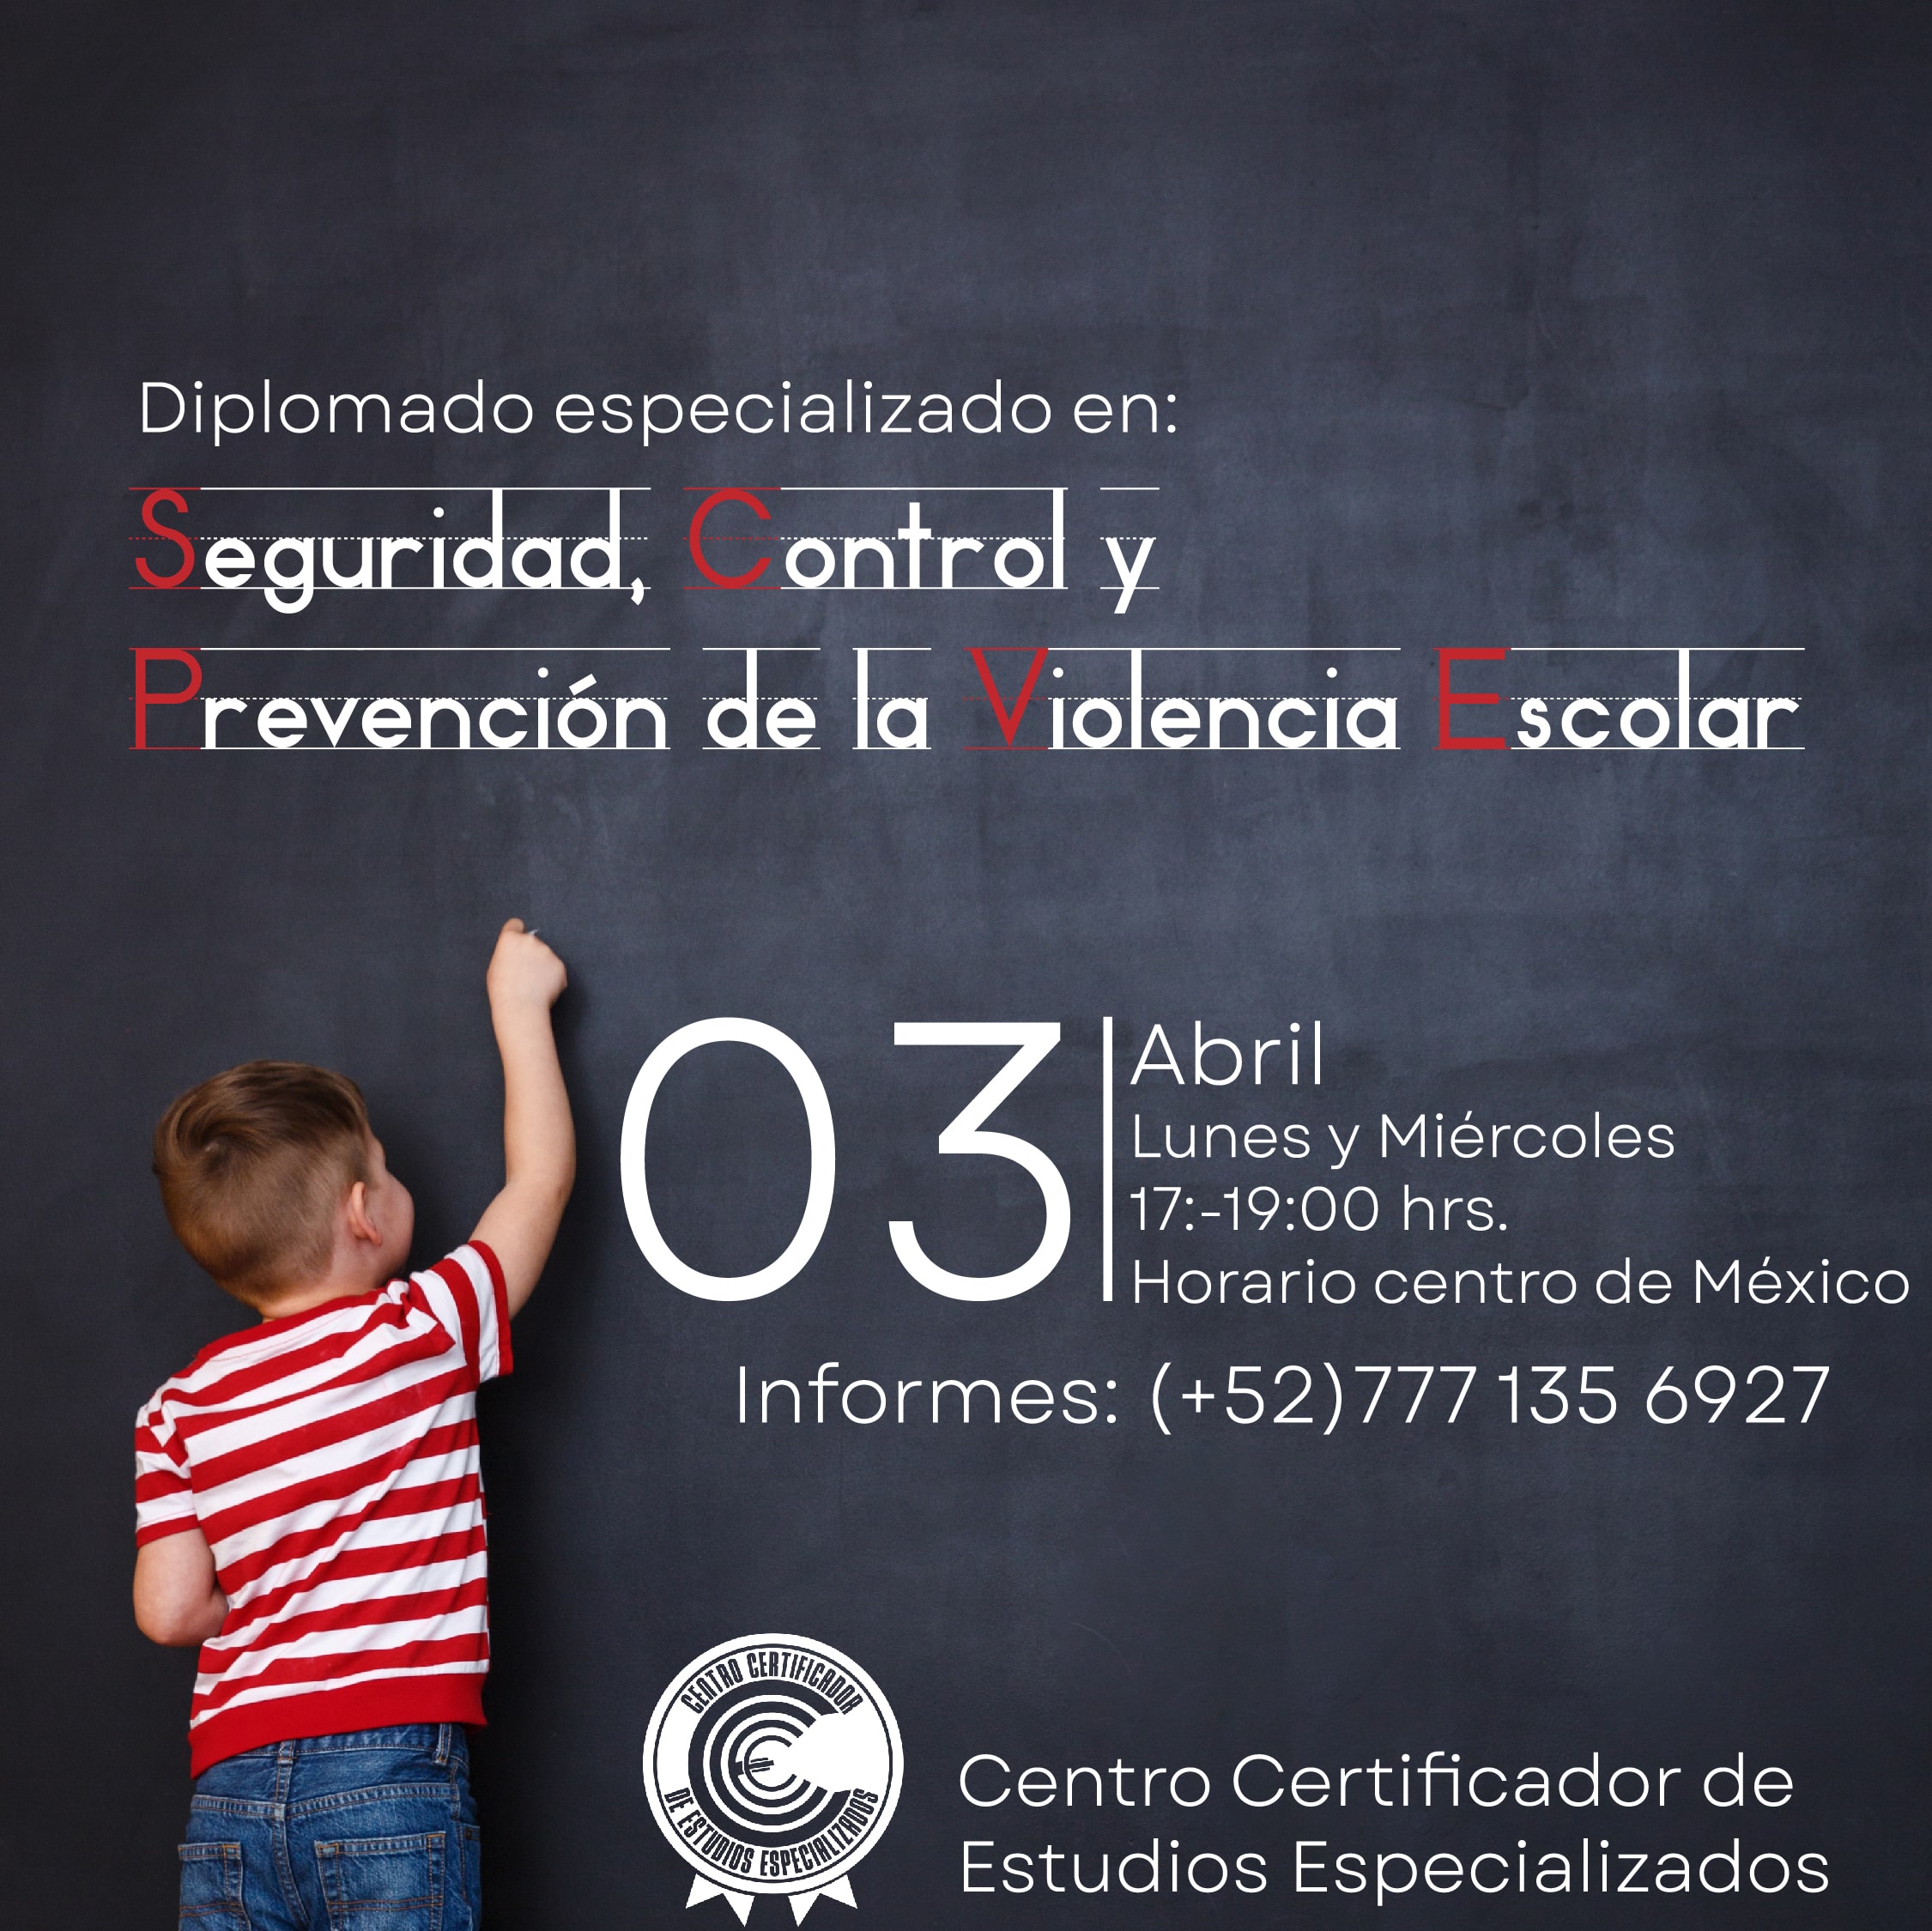 Diplomado especializado en:
Seguridad, Control y
Prevención de la Violencia Escolar
03
Abril
Lunes y Miércoles
17:-19:00 hrs.
Horario centro de México
Informes: (+52)777 135 6927
CENTRO CERTIFICADOR
DE ESTUDIOS ESPECIALIZADOS
Centro Certificador de
Estudios Especializados